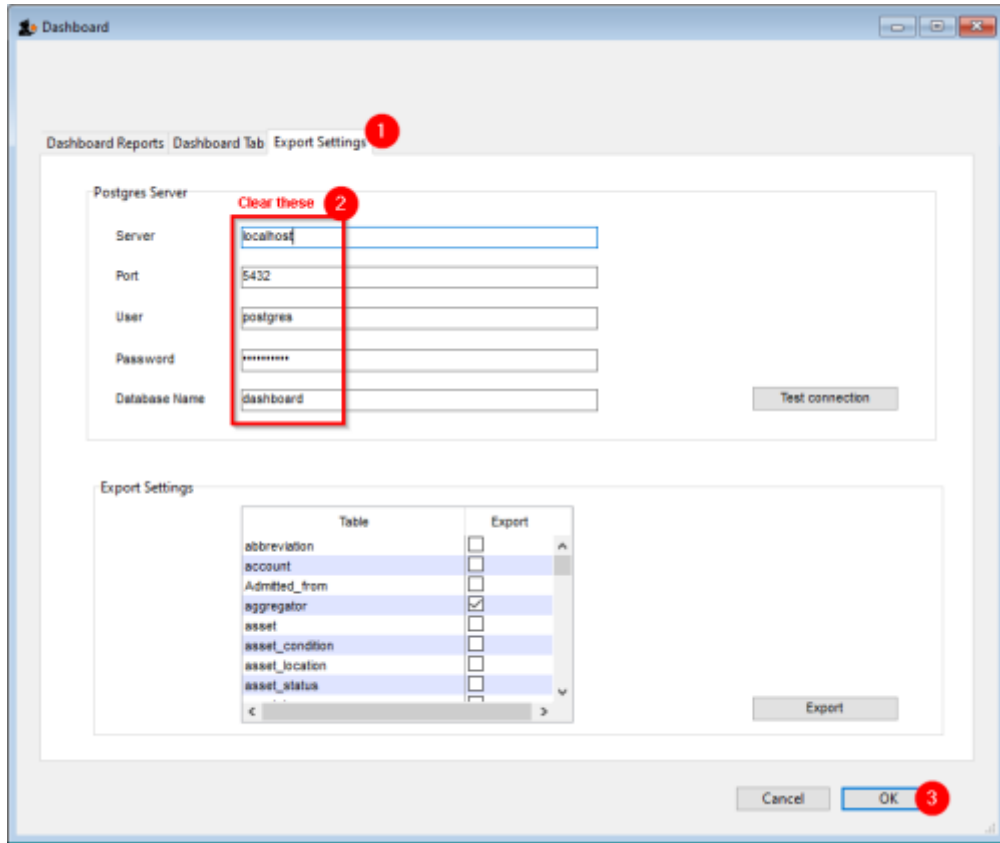 Dashboard
Dashboard Reports Dashboard Tab Export Settings 1
Postgres Server
Clear these 2
Server localhost
Port 5432
User postgres
Password ••••••••••
Database Name dashboard Test connection
Export Settings
Table Export
abbreviation
account
Admitted_from
aggregator
asset
asset_condition
asset_location
asset_status
Export
Cancel OK 3